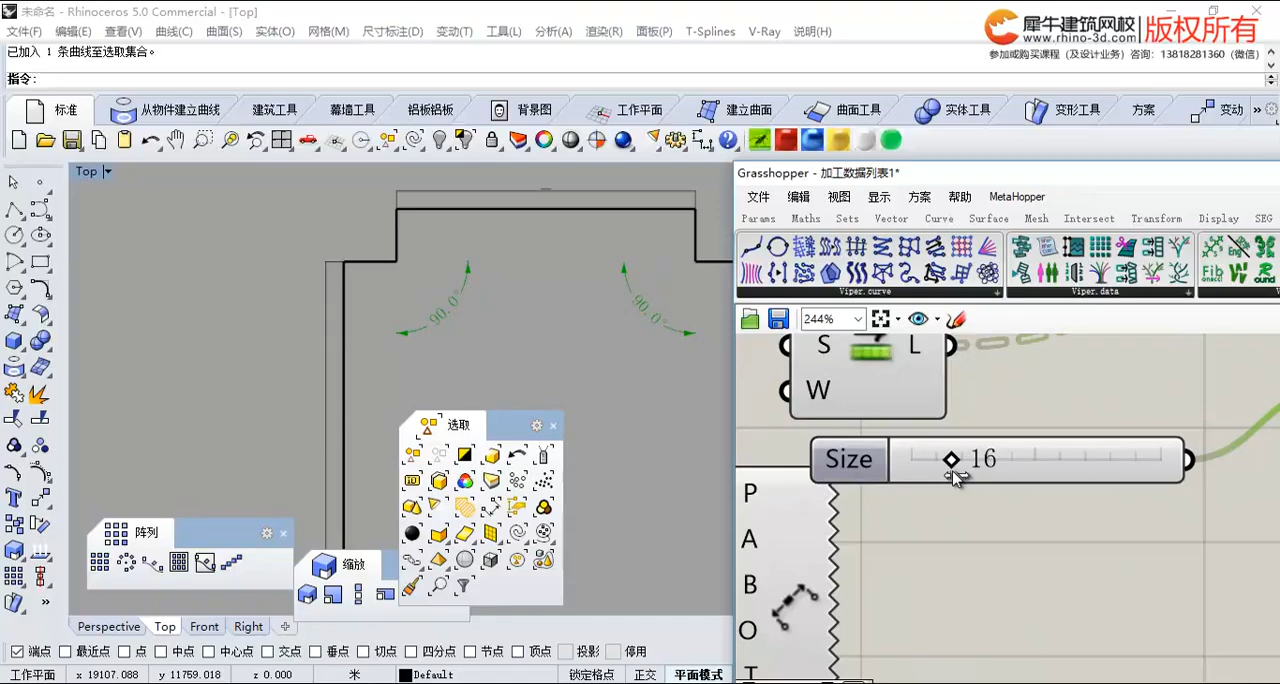 未命名 - Rhinoceros 5.0 Commercial - [Top]
文件(F) 编辑(E) 查看(V) 曲线(C) 曲面(S) 实体(O) 网格(M) 尺寸标注(D) 变动(T) 工具(L) 分析(A) 渲染(R) 面板(P) T-Splines V-Ray 说明(H)
犀牛建筑网校 版权所有
www.rhino-3d.com
参加或购买课程（及设计业务）咨询：13818281360（微信）
已加入 1 条曲线至选取集合。
指令:
标准 从物件建立曲线 建筑工具 幕墙工具 铝板铝板 背景图 工作平面 建立曲面 曲面工具 实体工具 变形工具 方案 变动 »
Top
90.0°
90.0°
选取
阵列
缩放
Grasshopper - 加工数据列表1*
文件 编辑 视图 显示 方案 帮助 MetaHopper
Params Maths Sets Vector Curve Surface Mesh Intersect Transform Display SEG
Fib onacci
R ound
Viper.curve
Viper.data
244%
S L
W
Size 16
P
A
B
O
T
Perspective Top Front Right
端点 最近点 点 中点 中心点 交点 垂点 切点 四分点 节点 顶点 投影 停用
工作平面 x 19107.088 y 11759.018 z 0.000 米 Default 锁定格点 正交 平面模式